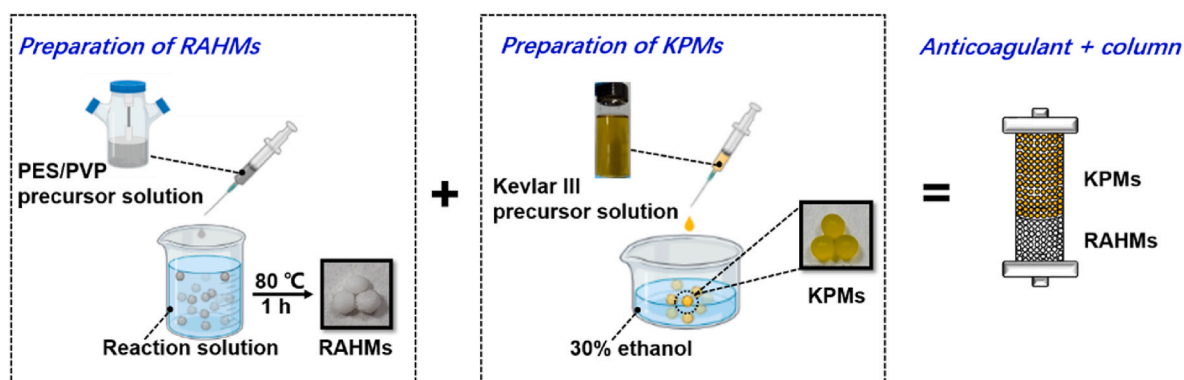 Preparation of RAHMs
PES/PVP
precursor solution
80 ℃
1 h
Reaction solution
RAHMs
+
Preparation of KPMs
Kevlar III
precursor solution
KPMs
30% ethanol
=
Anticoagulant + column
KPMs
RAHMs